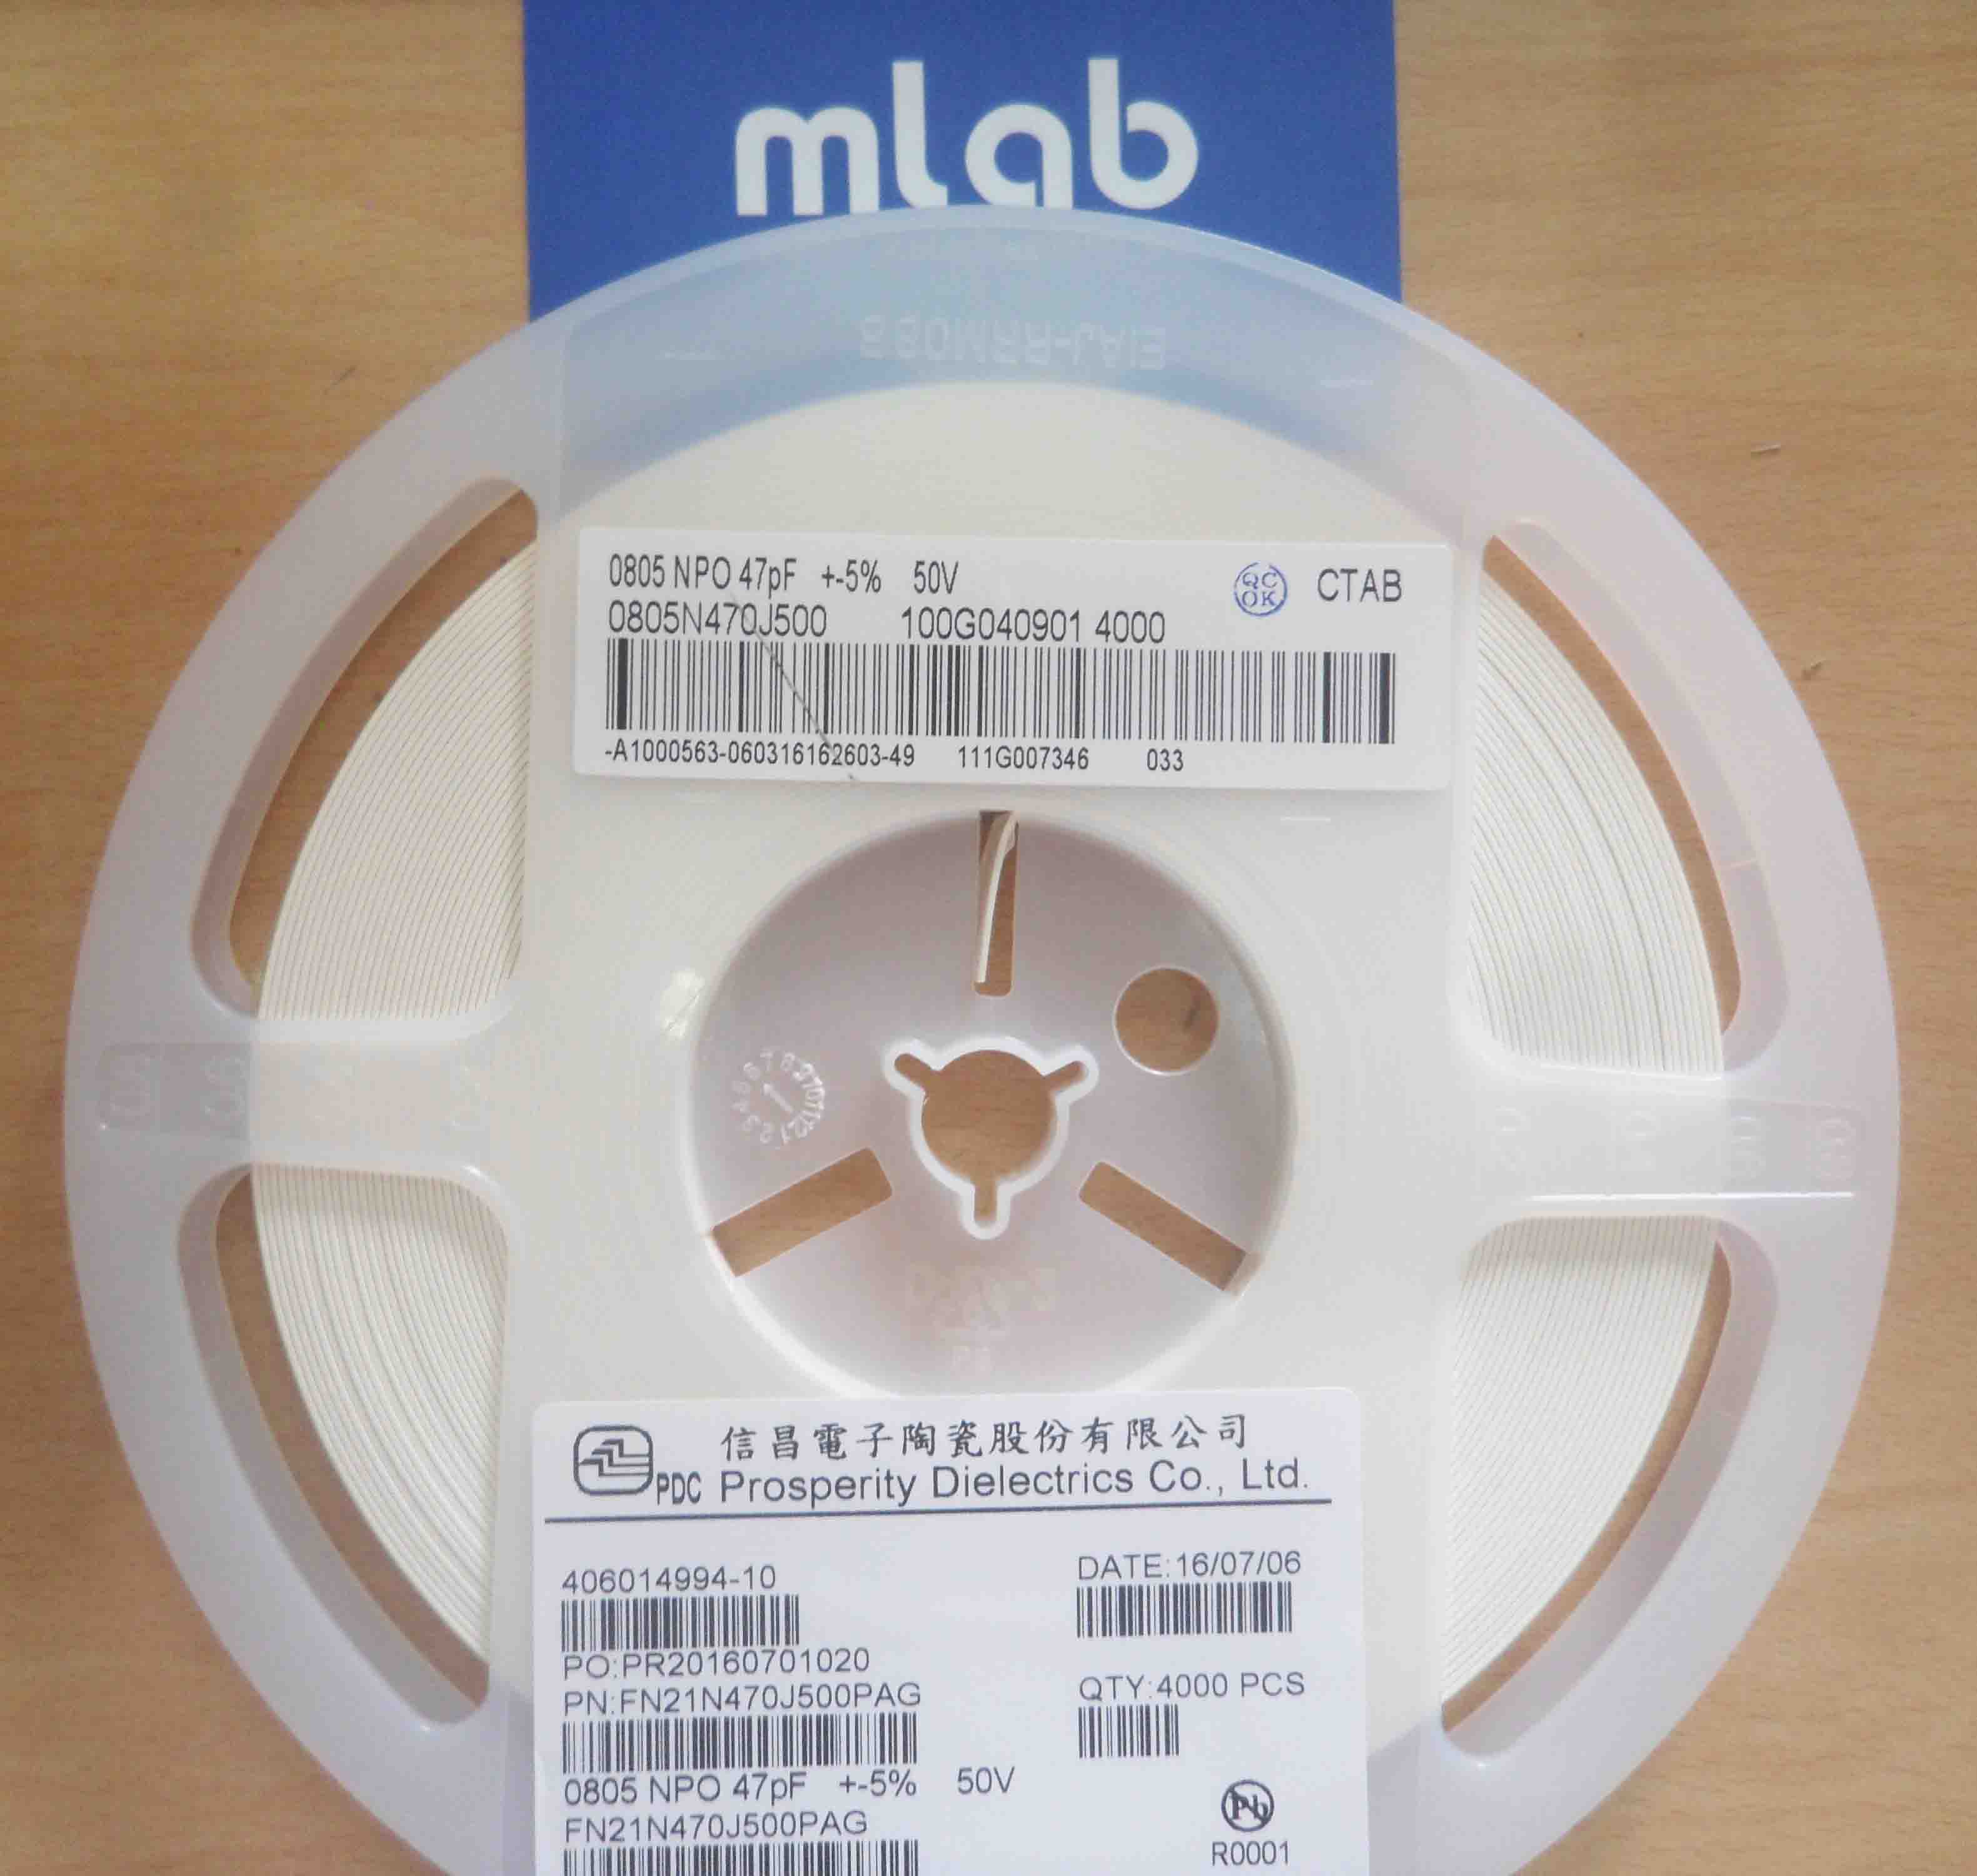 mlab
EIAJ-RRM08B
0805 NPO 47pF +-5% 50V
QC OK
CTAB
0805N470J500 100G040901 4000
-A1000563-060316162603-49 111G007346 033
信昌電子陶瓷股份有限公司
PDC Prosperity Dielectrics Co., Ltd.
406014994-10
DATE:16/07/06
PO:PR20160701020
PN:FN21N470J500PAG
QTY:4000 PCS
0805 NPO 47pF +-5% 50V
FN21N470J500PAG
Pb
R0001